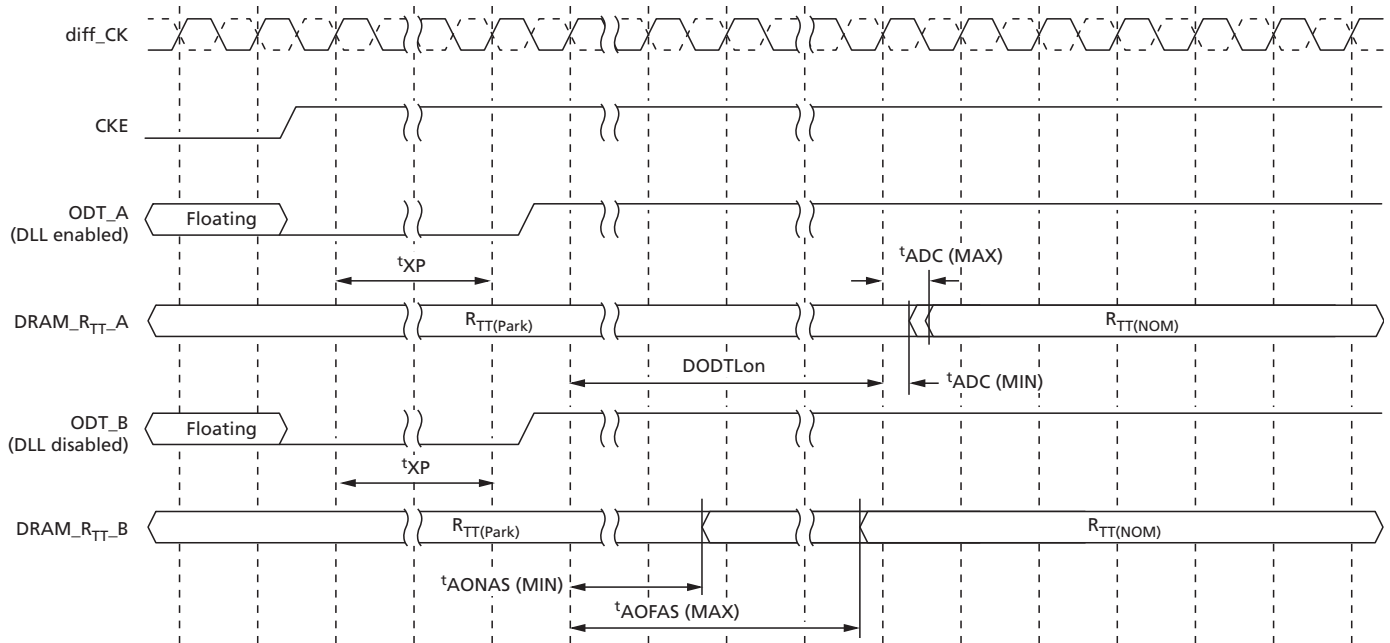 diff_CK
CKE
ODT_A
(DLL enabled)
Floating
tADC (MAX)
tXP
DRAM_RTT_A
RTT(Park)
RTT(NOM)
DODTLon
tADC (MIN)
ODT_B
(DLL disabled)
Floating
tXP
DRAM_RTT_B
RTT(Park)
RTT(NOM)
tAONAS (MIN)
tAOFAS (MAX)